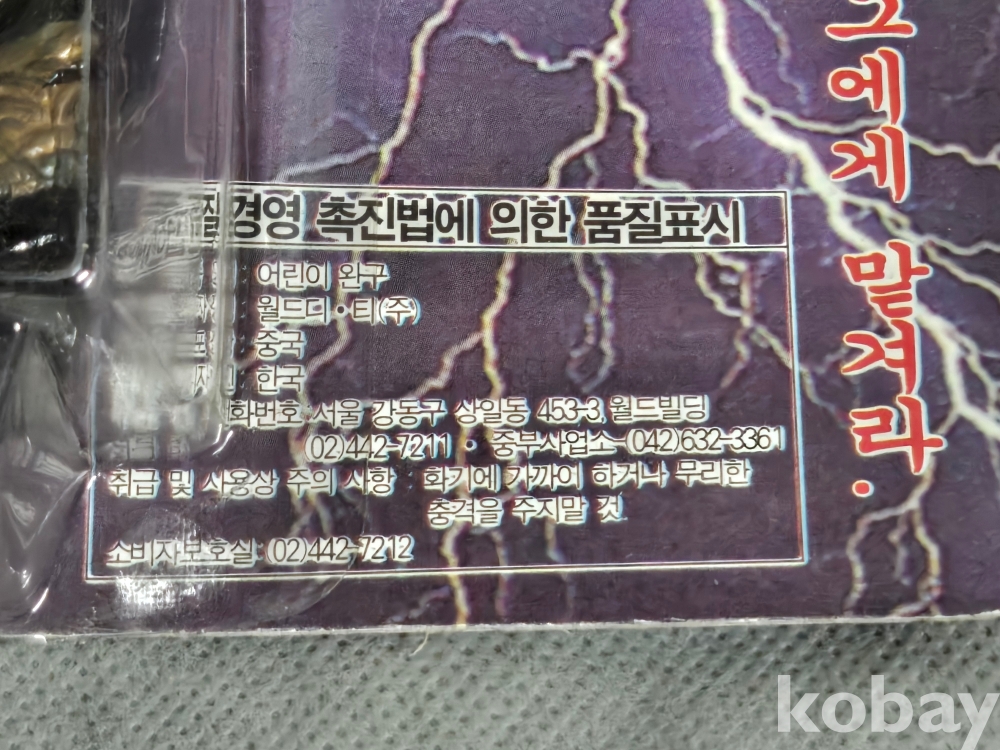 그에게 맡겨라.
질경영 촉진법에 의한 품질표시
: 어린이 완구
월드디·티(주)
: 중국
: 한국
화번호 : 서울 강동구 상일동 453-3 월드빌딩
02)442-7211 · 중부사업소-(042)632-3361
취급 및 사용상 주의 사항 : 화기에 가까이 하거나 무리한
충격을 주지말 것.
소비자보호실 : (02)442-7212
kobay